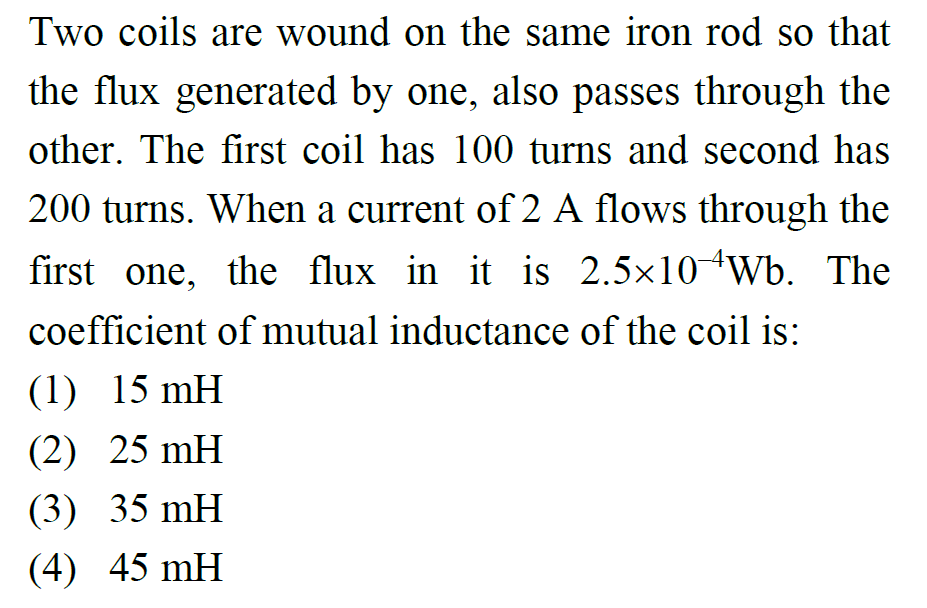 Two coils are wound on the same iron rod so that
the flux generated by one, also passes through the
other. The first coil has 100 turns and second has
200 turns. When a current of 2 A flows through the
first one, the flux in it is 2.5×10⁻⁴Wb. The
coefficient of mutual inductance of the coil is:
(1) 15 mH
(2) 25 mH
(3) 35 mH
(4) 45 mH